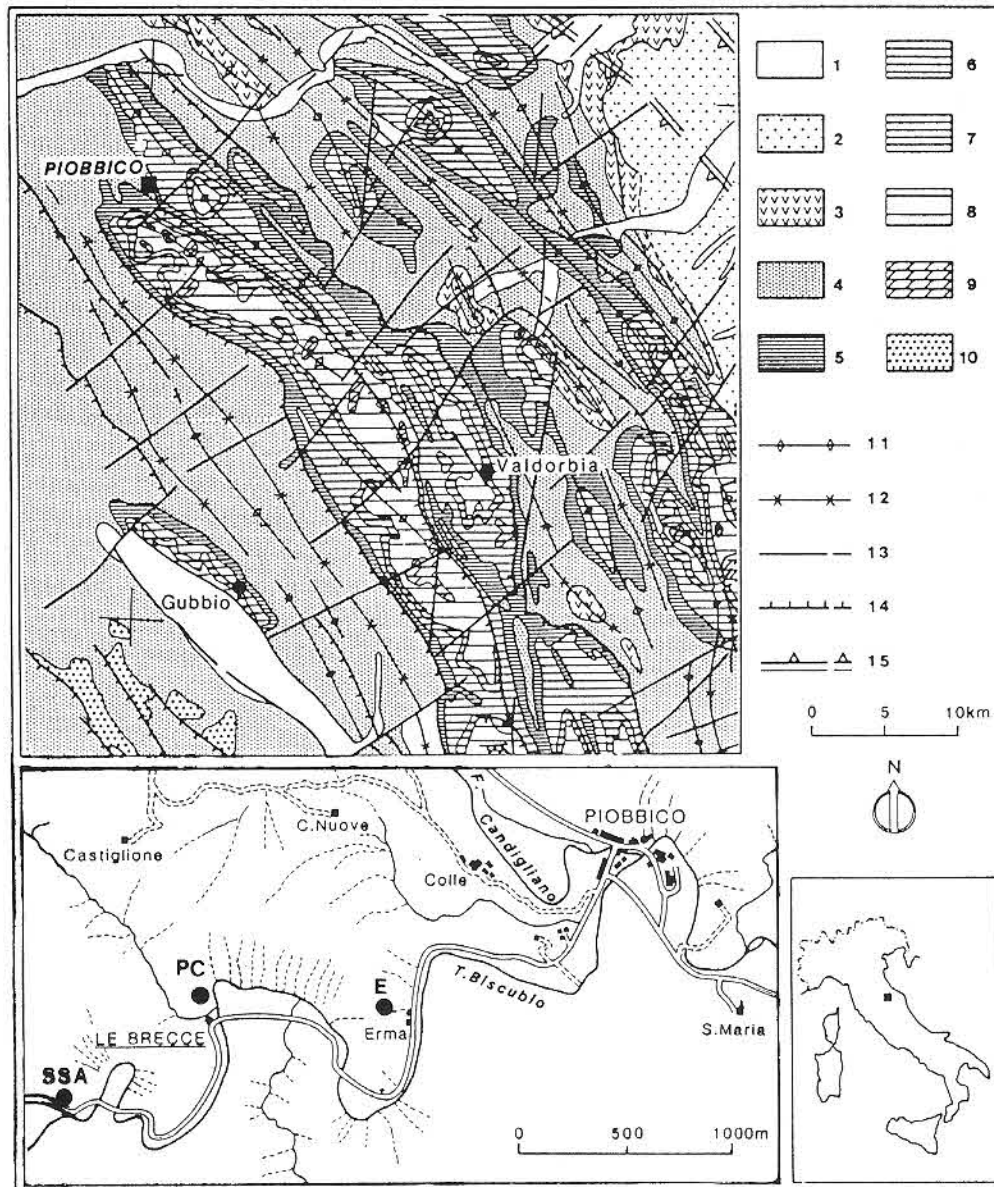 PIOBBICO
Valdorbia
Gubbio
1
2
3
4
5
6
7
8
9
10
11
12
13
14
15
0 5 10km
N
Castiglione
C.Nuove
F. Candigliano
PIOBBICO
Colle
PC
E
T. Biscubio
LE BRECCE
Erma
S.Maria
SSA
0 500 1000m